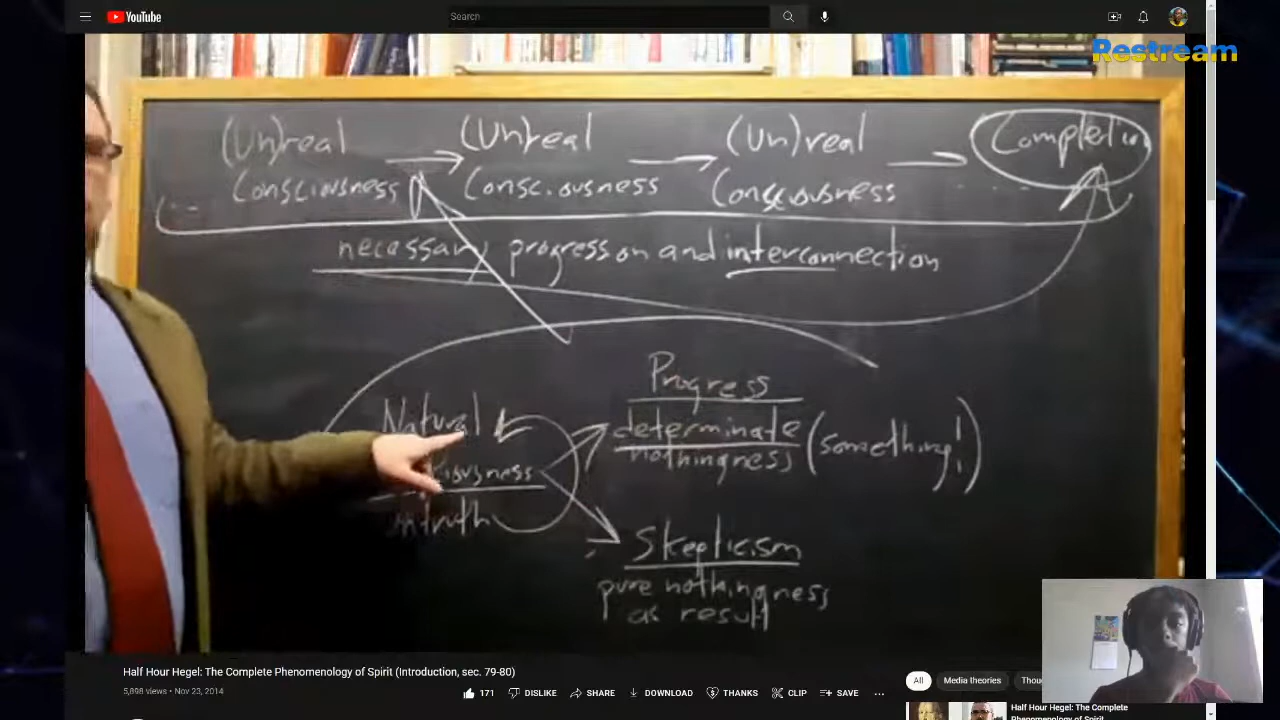 YouTube
Search
Restream
(Un)real
(Un)real
(Un)real
Completion
Consciousness
Consciousness
Consciousness
necessary progression and interconnection
Progress
Natural
determinate
(something!)
nothingness
Skepticism
pure nothingness
as result
Half Hour Hegel: The Complete Phenomenology of Spirit (Introduction, sec. 79-80)
5,898 views • Nov 23, 2014
171
DISLIKE
SHARE
DOWNLOAD
THANKS
CLIP
SAVE
All
Media theories
Half Hour Hegel: The Complete